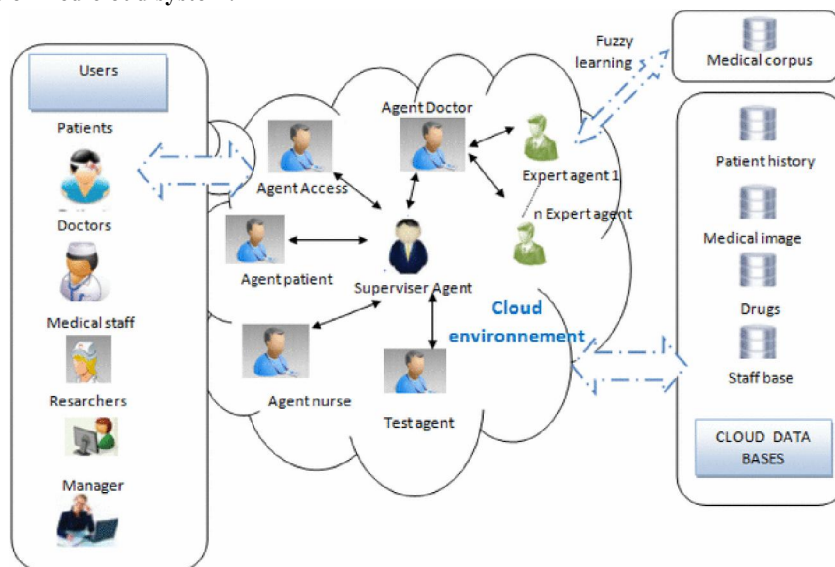 Users
Patients
Doctors
Medical staff
Resarchers
Manager
Agent Doctor
Agent Access
Expert agent 1
n Expert agent
Agent patient
Superviser Agent
Cloud
environnement
Agent nurse
Test agent
Fuzzy
learning
Medical corpus
Patient history
Medical image
Drugs
Staff base
CLOUD DATA
BASES